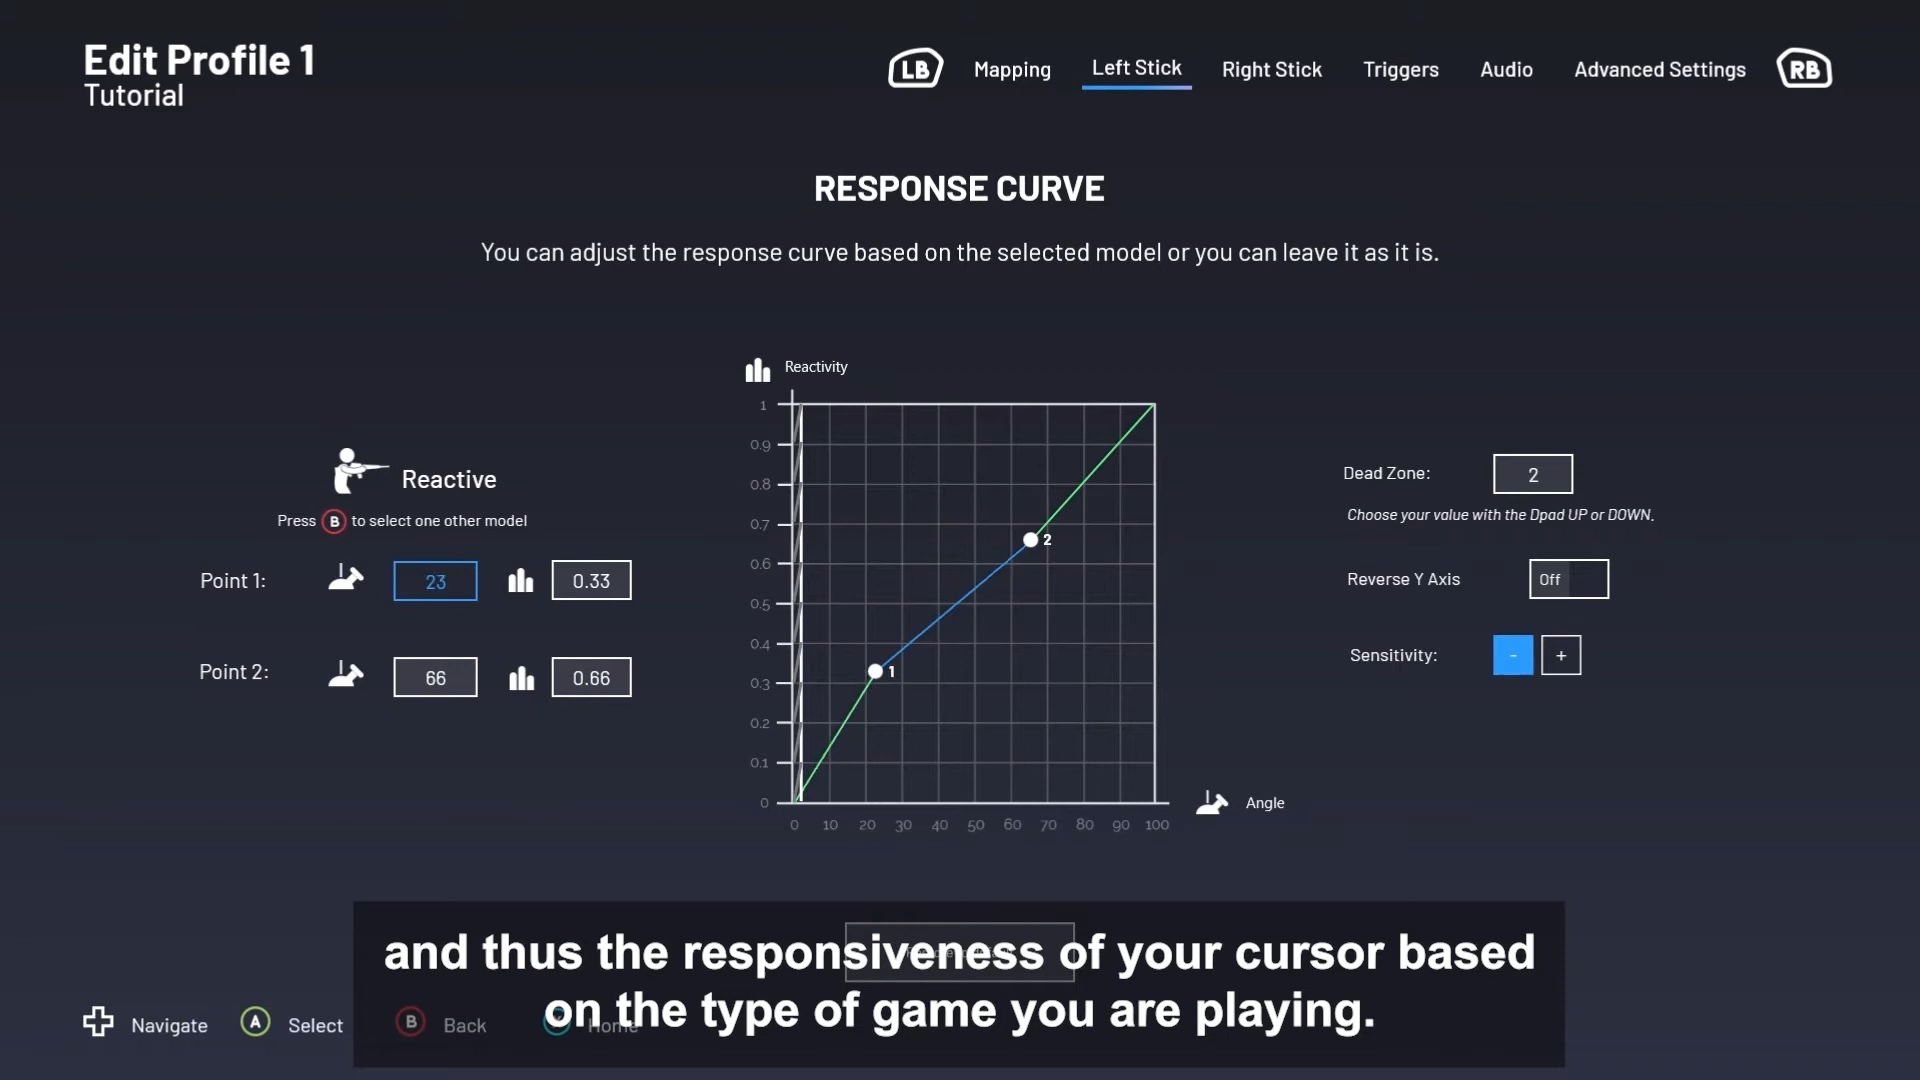 Edit Profile 1
Tutorial
LB Mapping Left Stick Right Stick Triggers Audio Advanced Settings RB
RESPONSE CURVE
You can adjust the response curve based on the selected model or you can leave it as it is.
Reactivity
Reactive
Press B to select one other model
Point 1: 23 0.33
Point 2: 66 0.66
1
0.9
0.8
0.7
0.6
0.5
0.4
0.3
0.2
0.1
0
2
1
0 10 20 30 40 50 60 70 80 90 100
Angle
Dead Zone: 2
Choose your value with the Dpad UP or DOWN.
Reverse Y Axis Off
Sensitivity: - +
and thus the responsiveness of your cursor based
on the type of game you are playing.
Navigate A Select B Back Home